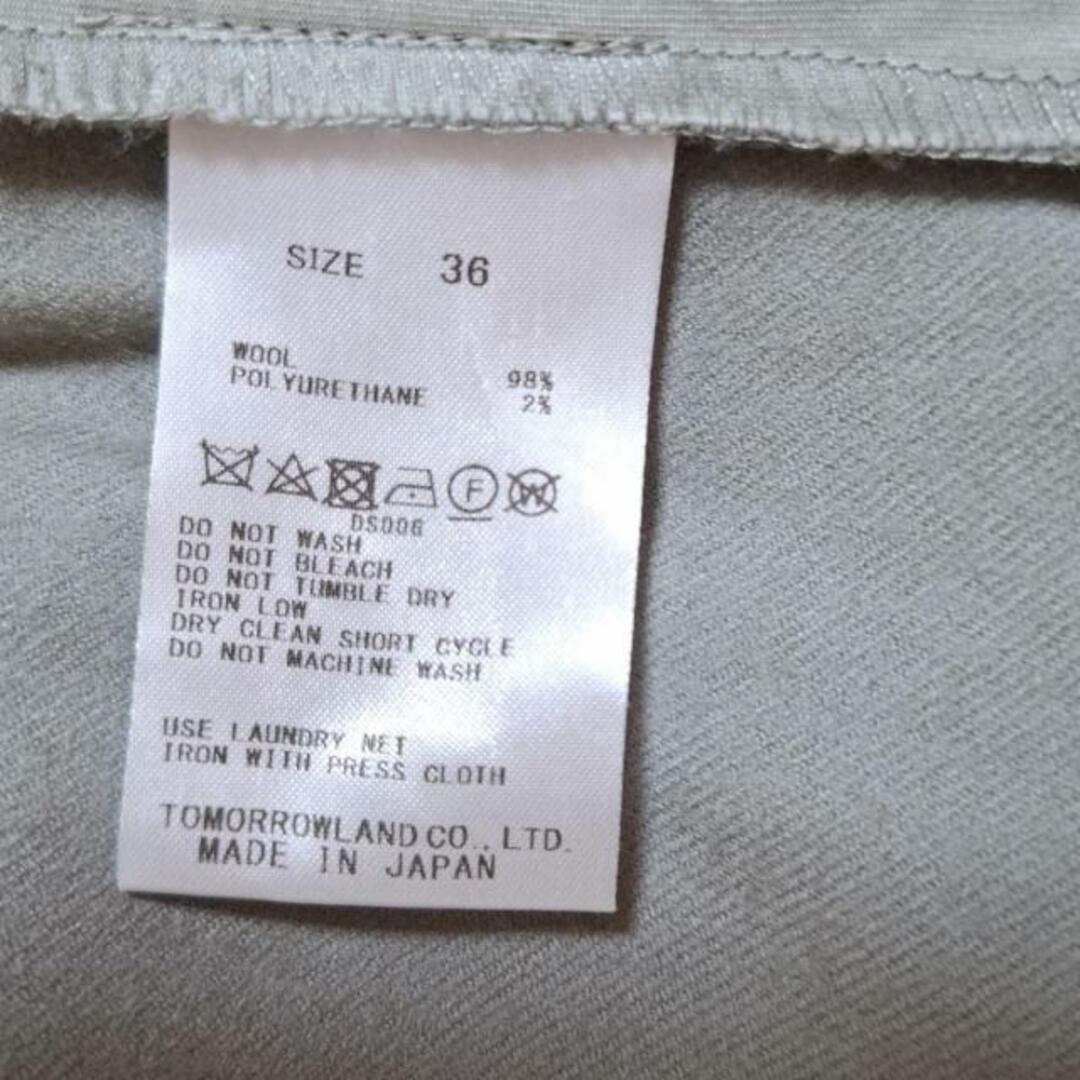 SIZE 36
WOOL 98%
POLYURETHANE 2%
F W
DS006
DO NOT WASH
DO NOT BLEACH
DO NOT TUMBLE DRY
IRON LOW
DRY CLEAN SHORT CYCLE
DO NOT MACHINE WASH
USE LAUNDRY NET
IRON WITH PRESS CLOTH
TOMORROWLAND CO., LTD.
MADE IN JAPAN